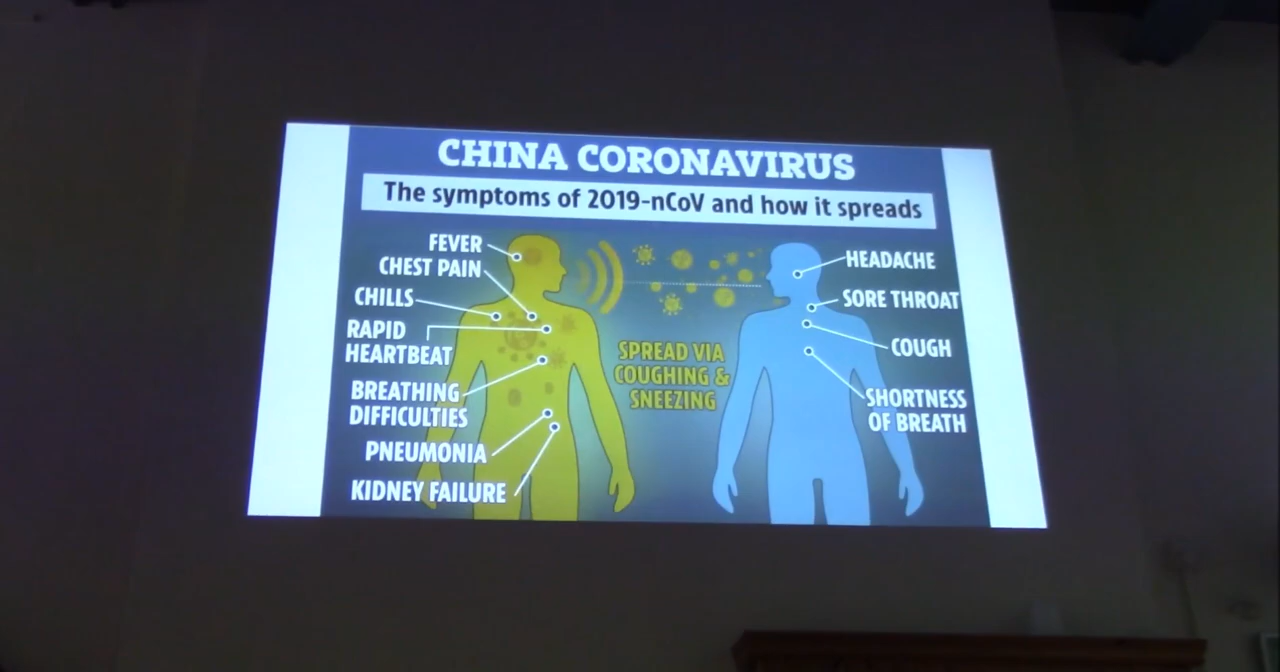 CHINA CORONAVIRUS
The symptoms of 2019-nCoV and how it spreads
FEVER
CHEST PAIN
CHILLS
RAPID
HEARTBEAT
BREATHING
DIFFICULTIES
PNEUMONIA
KIDNEY FAILURE
SPREAD VIA
COUGHING &
SNEEZING
HEADACHE
SORE THROAT
COUGH
SHORTNESS
OF BREATH